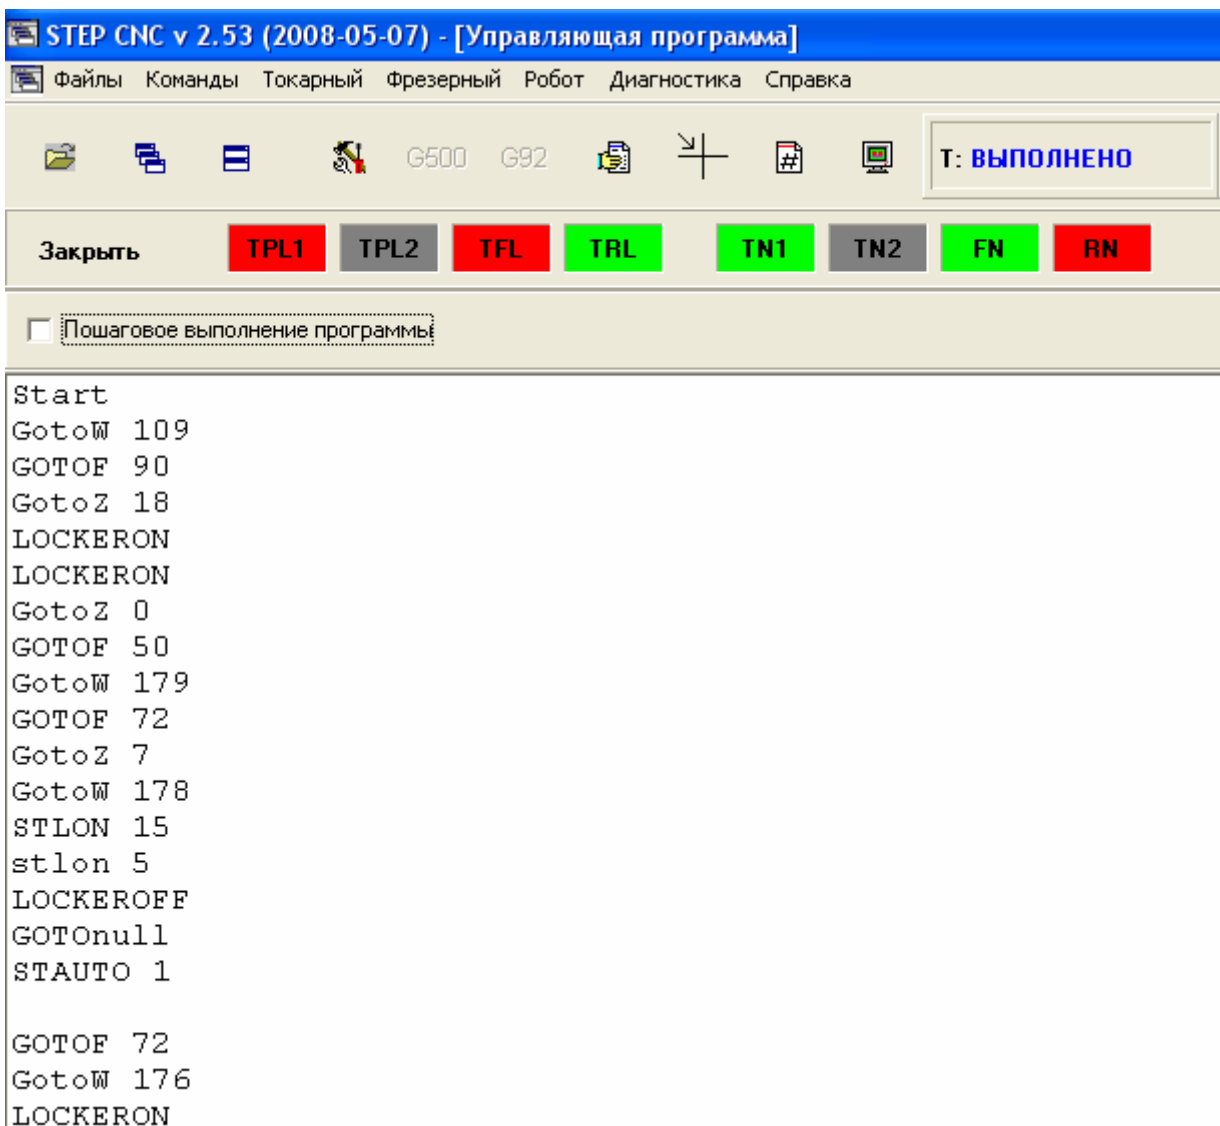 STEP CNC v 2.53 (2008-05-07) - [Управляющая программа]
Файлы Команды Токарный Фрезерный Робот Диагностика Справка
G500 G92 # T: ВЫПОЛНЕНО
Закрыть TPL1 TPL2 TFL TRL TN1 TN2 FN RN
Пошаговое выполнение программы
Start
GotoW 109
GOTOF 90
GotoZ 18
LOCKERON
LOCKERON
GotoZ 0
GOTOF 50
GotoW 179
GOTOF 72
GotoZ 7
GotoW 178
STLON 15
stlon 5
LOCKEROFF
GOTOnull
STAUTO 1
GOTOF 72
GotoW 176
LOCKERON